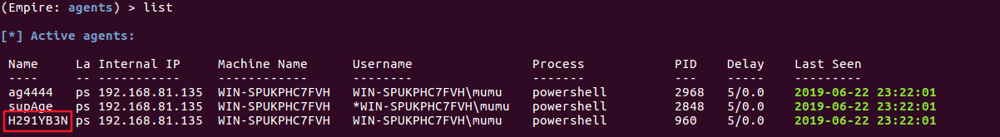 (Empire: agents) > list
[*] Active agents:
Name La Internal IP Machine Name Username Process PID Delay Last Seen
---- -- ----------- ------------ -------- ------- --- ----- ---------
ag4444 ps 192.168.81.135 WIN-SPUKPHC7FVH WIN-SPUKPHC7FVH\mumu powershell 2968 5/0.0 2019-06-22 23:22:01
supAge ps 192.168.81.135 WIN-SPUKPHC7FVH *WIN-SPUKPHC7FVH\mumu powershell 2848 5/0.0 2019-06-22 23:22:01
H291YB3N ps 192.168.81.135 WIN-SPUKPHC7FVH WIN-SPUKPHC7FVH\mumu powershell 960 5/0.0 2019-06-22 23:22:01